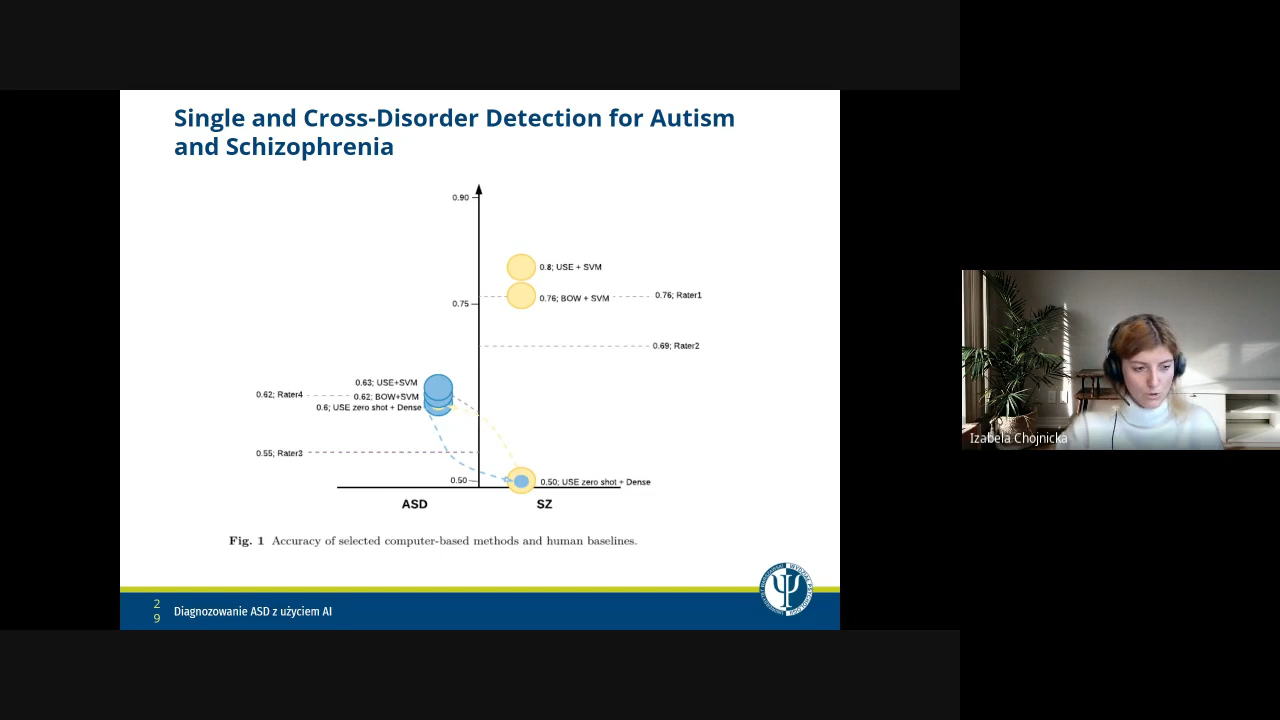 Single and Cross-Disorder Detection for Autism
and Schizophrenia
0.90
0.8; USE + SVM
0.76; BOW + SVM
0.76; Rater1
0.75
0.69; Rater2
0.63; USE+SVM
0.62; Rater4
0.62; BOW+SVM
0.6; USE zero shot + Dense
0.55; Rater3
0.50
0.50; USE zero shot + Dense
ASD
SZ
Fig. 1 Accuracy of selected computer-based methods and human baselines.
2
9
Diagnozowanie ASD z użyciem AI
Izabela Chojnicka